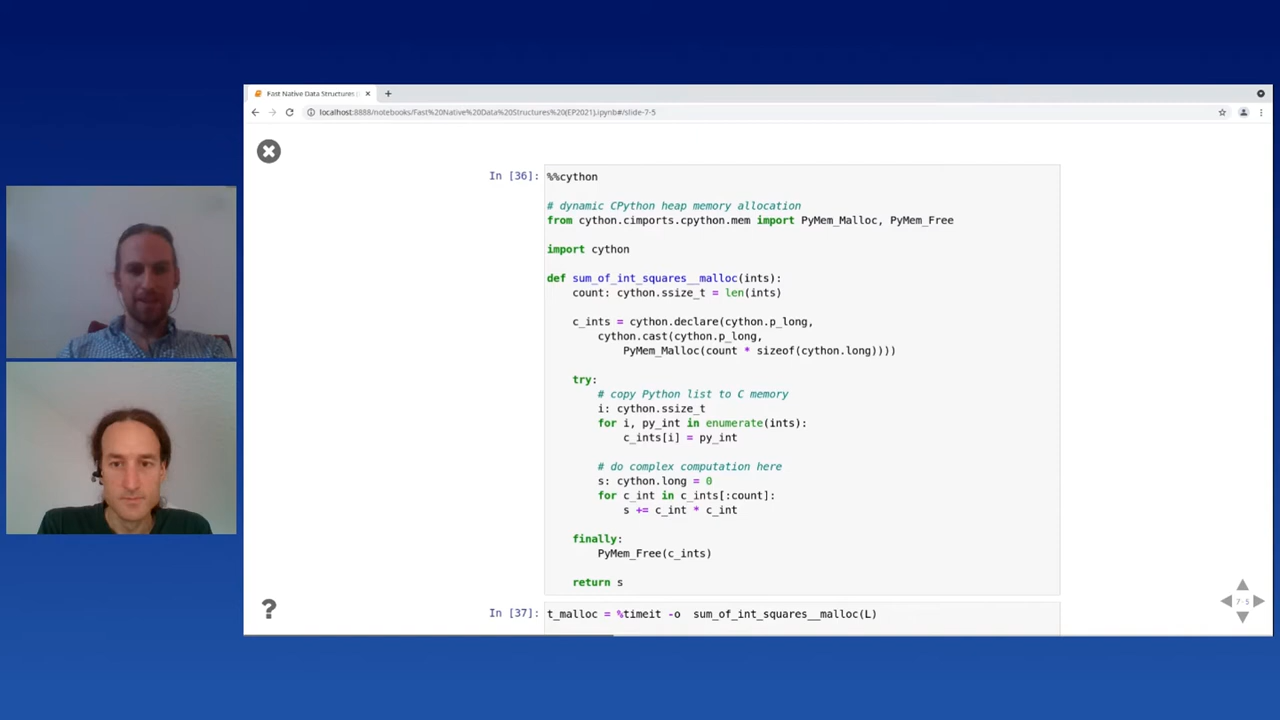 Fast Native Data Structures (
localhost:8888/notebooks/Fast%20Native%20Data%20Structures%20(EP2021).ipynb#/slide-7-5
In [36]:
%%cython
# dynamic CPython heap memory allocation
from cython.cimports.cpython.mem import PyMem_Malloc, PyMem_Free
import cython
def sum_of_int_squares__malloc(ints):
count: cython.ssize_t = len(ints)
c_ints = cython.declare(cython.p_long,
cython.cast(cython.p_long,
PyMem_Malloc(count * sizeof(cython.long))))
try:
# copy Python list to C memory
i: cython.ssize_t
for i, py_int in enumerate(ints):
c_ints[i] = py_int
# do complex computation here
s: cython.long = 0
for c_int in c_ints[:count]:
s += c_int * c_int
finally:
PyMem_Free(c_ints)
return s
?
7-5
In [37]:
t_malloc = %timeit -o  sum_of_int_squares__malloc(L)